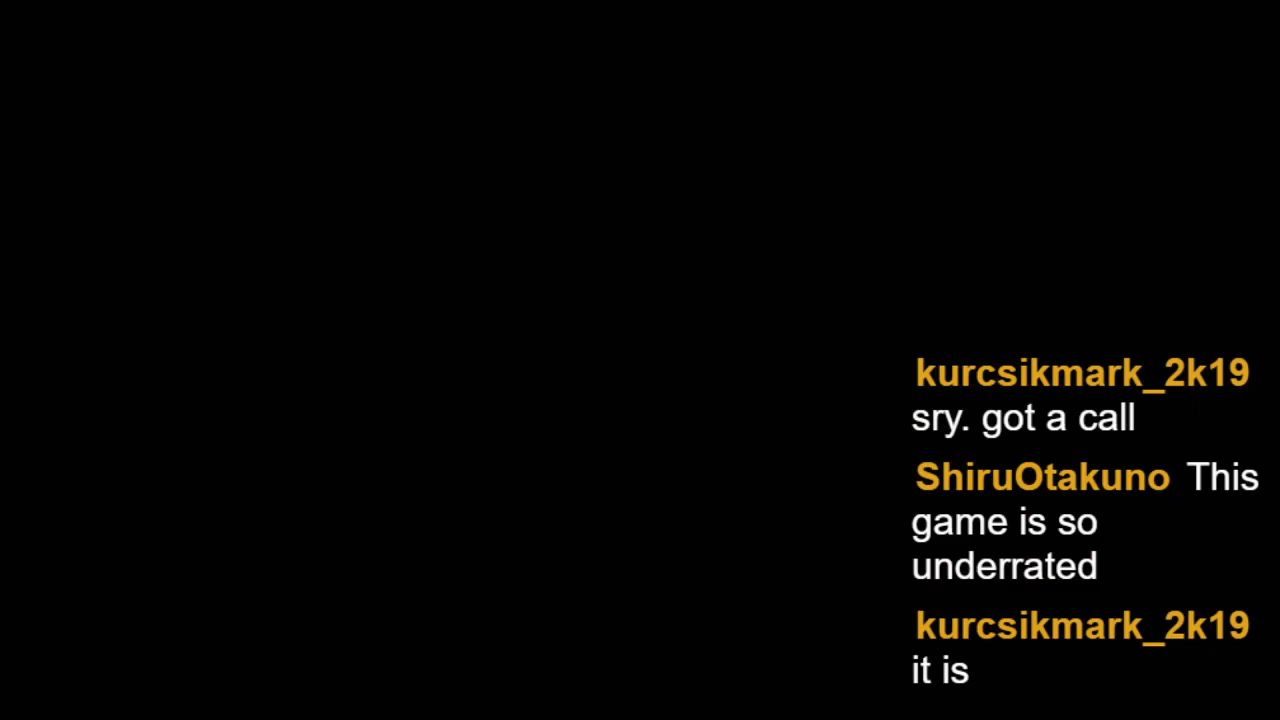 kurcsikmark_2k19
sry. got a call
ShiruOtakuno This
game is so
underrated
kurcsikmark_2k19
it is